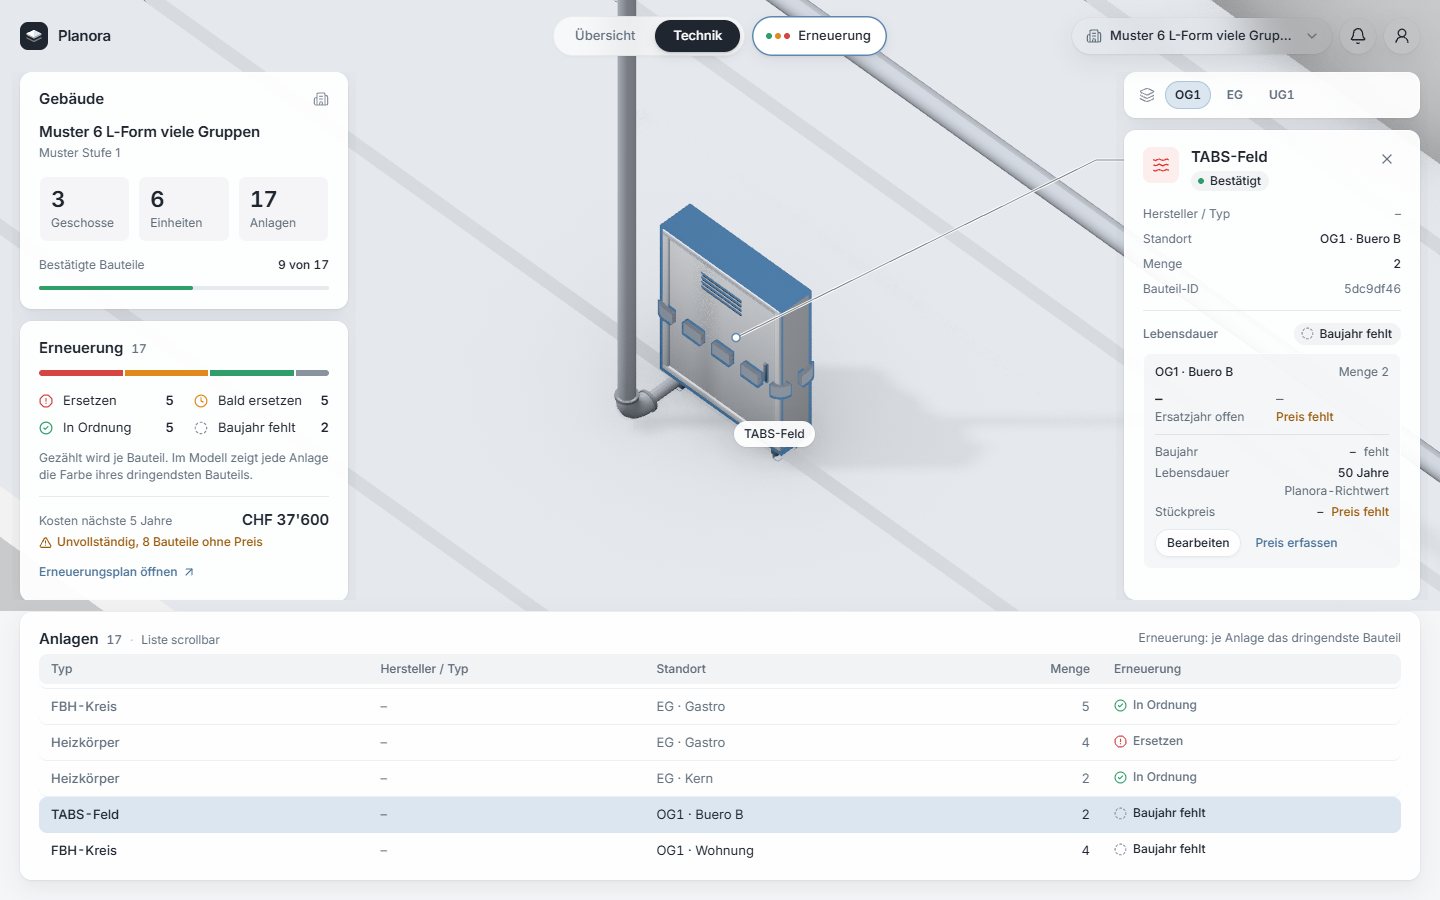 Planora
Übersicht
Technik
Erneuerung
Muster 6 L-Form viele Grup...
Gebäude
Muster 6 L-Form viele Gruppen
Muster Stufe 1
3
Geschosse
6
Einheiten
17
Anlagen
Bestätigte Bauteile
9 von 17
Erneuerung 17
Ersetzen 5
Bald ersetzen 5
In Ordnung 5
Baujahr fehlt 2
Gezählt wird je Bauteil. Im Modell zeigt jede Anlage
die Farbe ihres dringendsten Bauteils.
Kosten nächste 5 Jahre CHF 37'600
Unvollständig, 8 Bauteile ohne Preis
Erneuerungsplan öffnen
TABS-Feld
OG1 EG UG1
TABS-Feld
Bestätigt
Hersteller / Typ –
Standort OG1 · Buero B
Menge 2
Bauteil-ID 5dc9df46
Lebensdauer Baujahr fehlt
OG1 · Buero B Menge 2
– –
Ersatzjahr offen Preis fehlt
Baujahr – fehlt
Lebensdauer 50 Jahre
Planora-Richtwert
Stückpreis – Preis fehlt
Bearbeiten Preis erfassen
Anlagen 17 · Liste scrollbar
Erneuerung: je Anlage das dringendste Bauteil
Typ Hersteller / Typ Standort Menge Erneuerung
FBH-Kreis – EG · Gastro 5 In Ordnung
Heizkörper – EG · Gastro 4 Ersetzen
Heizkörper – EG · Kern 2 In Ordnung
TABS-Feld – OG1 · Buero B 2 Baujahr fehlt
FBH-Kreis – OG1 · Wohnung 4 Baujahr fehlt